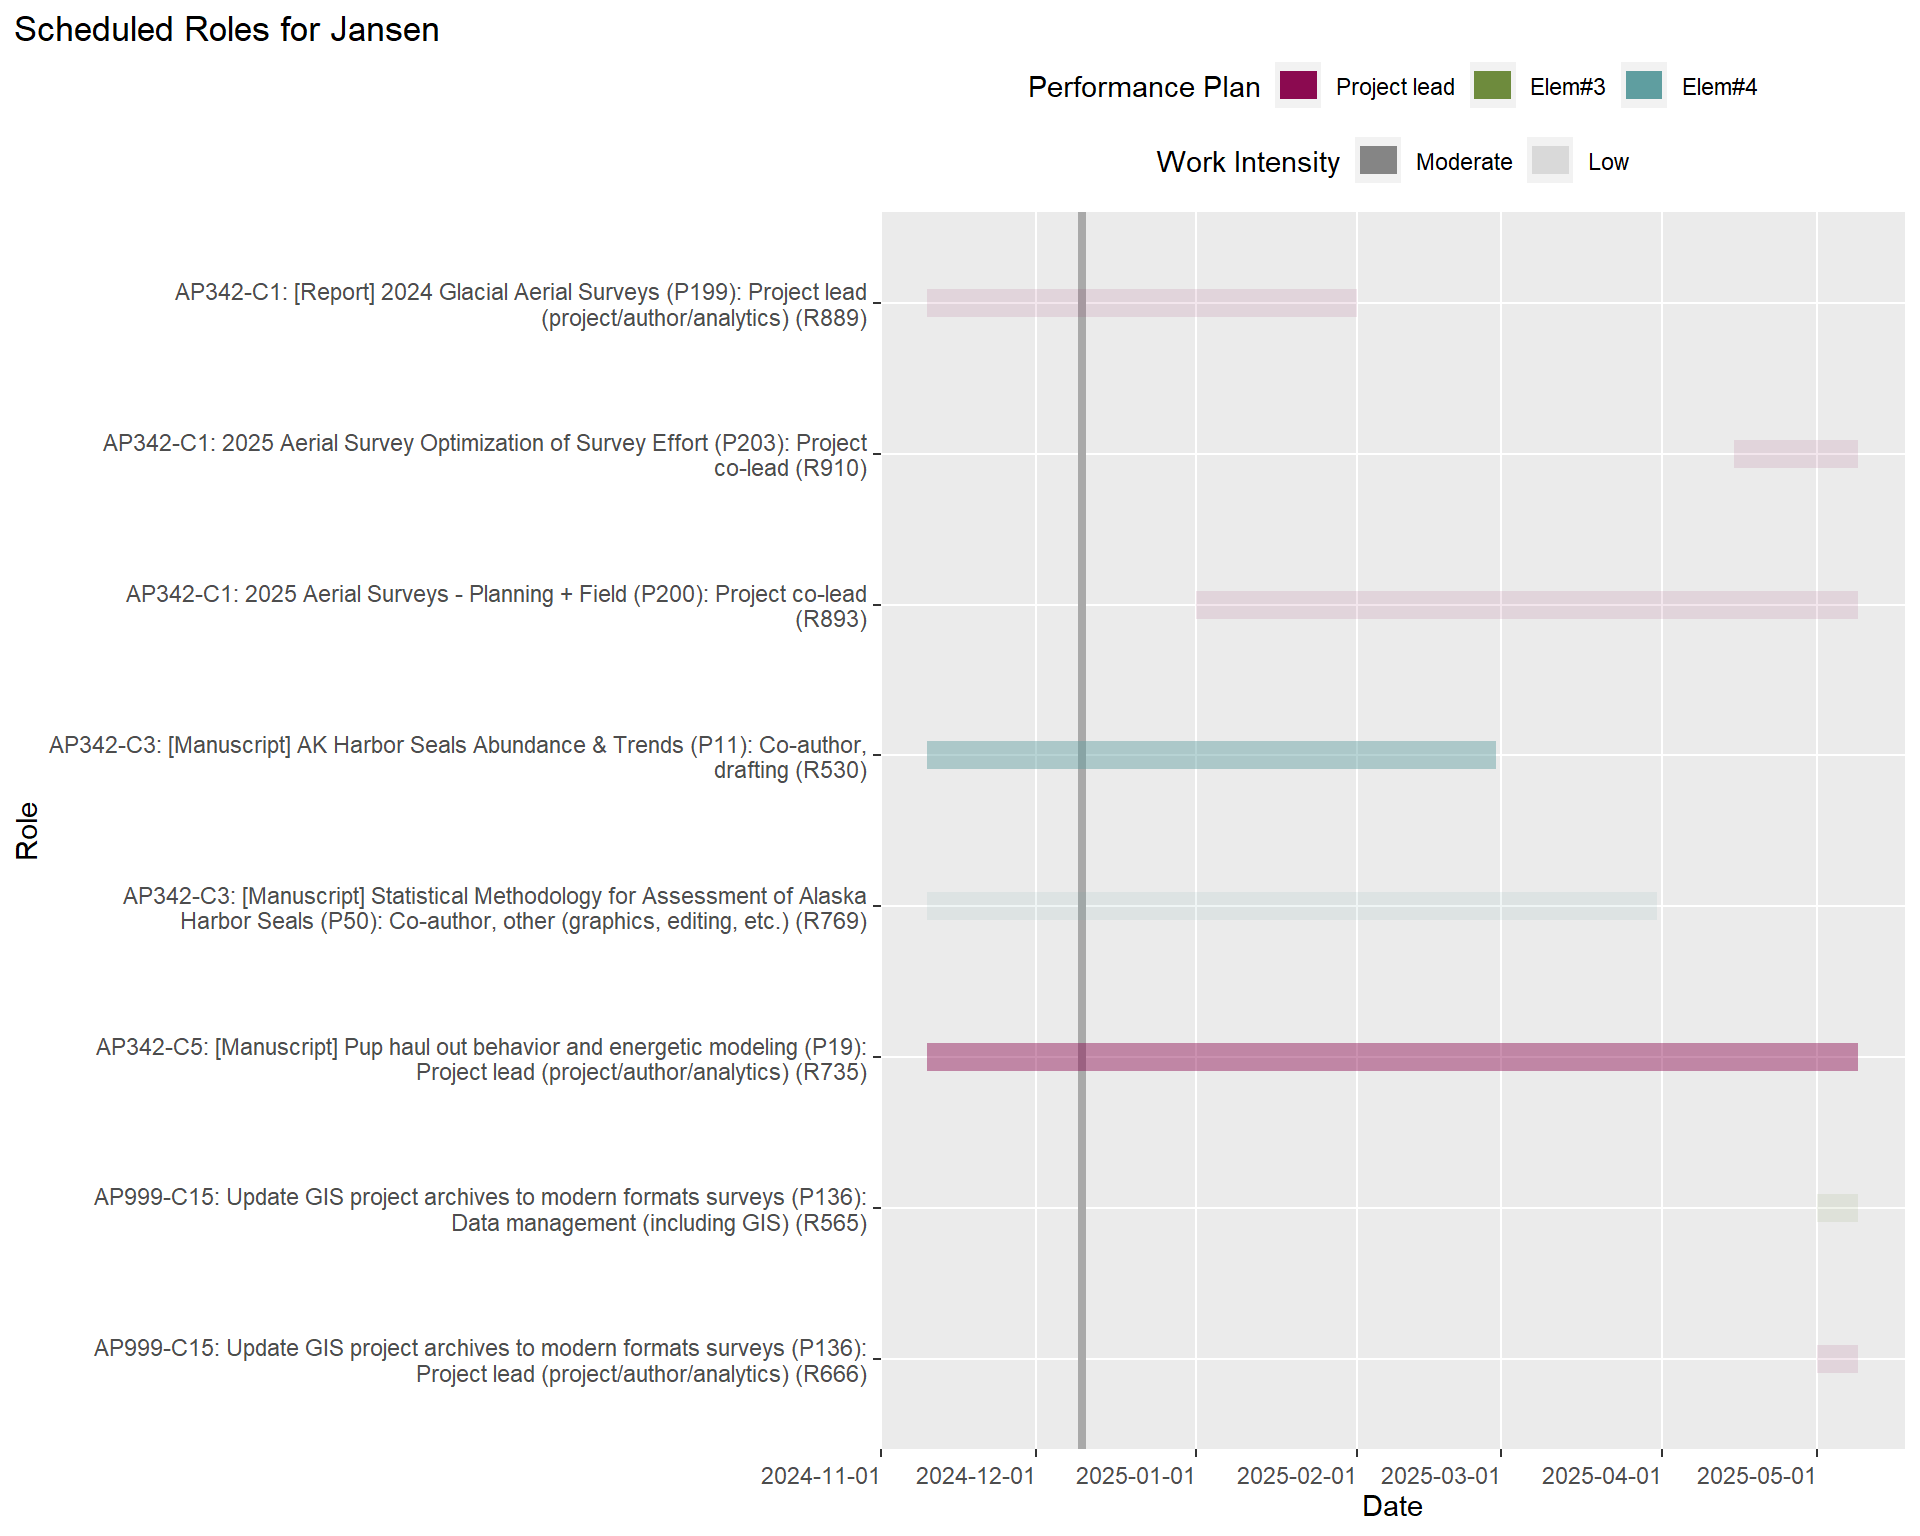 Scheduled Roles for Jansen
Performance Plan Project lead Elem#3 Elem#4
Work Intensity Moderate Low
AP342-C1: [Report] 2024 Glacial Aerial Surveys (P199): Project lead
(project/author/analytics) (R889)
AP342-C1: 2025 Aerial Survey Optimization of Survey Effort (P203): Project
co-lead (R910)
AP342-C1: 2025 Aerial Surveys - Planning + Field (P200): Project co-lead
(R893)
AP342-C3: [Manuscript] AK Harbor Seals Abundance & Trends (P11): Co-author,
drafting (R530)
AP342-C3: [Manuscript] Statistical Methodology for Assessment of Alaska
Harbor Seals (P50): Co-author, other (graphics, editing, etc.) (R769)
AP342-C5: [Manuscript] Pup haul out behavior and energetic modeling (P19):
Project lead (project/author/analytics) (R735)
AP999-C15: Update GIS project archives to modern formats surveys (P136):
Data management (including GIS) (R565)
AP999-C15: Update GIS project archives to modern formats surveys (P136):
Project lead (project/author/analytics) (R666)
Role
2024-11-01 2024-12-01 2025-01-01 2025-02-01 2025-03-01 2025-04-01 2025-05-01
Date